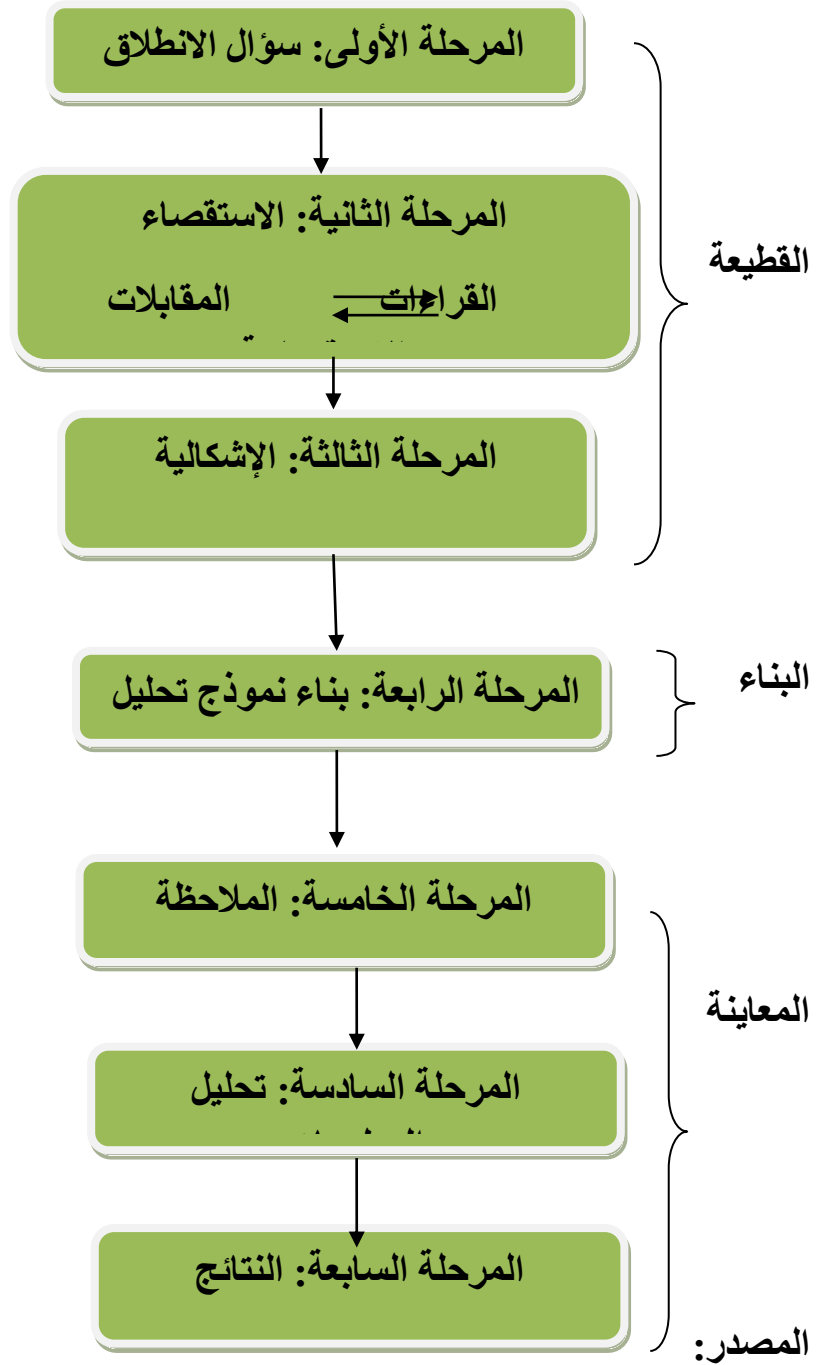 المرحلة الأولى: سؤال الانطلاق
المرحلة الثانية: الاستقصاء
القراءات المقابلات
القطيعة
المرحلة الثالثة: الإشكالية
البناء
المرحلة الرابعة: بناء نموذج تحليل
المرحلة الخامسة: الملاحظة
المعاينة
المرحلة السادسة: تحليل
المرحلة السابعة: النتائج
المصدر: